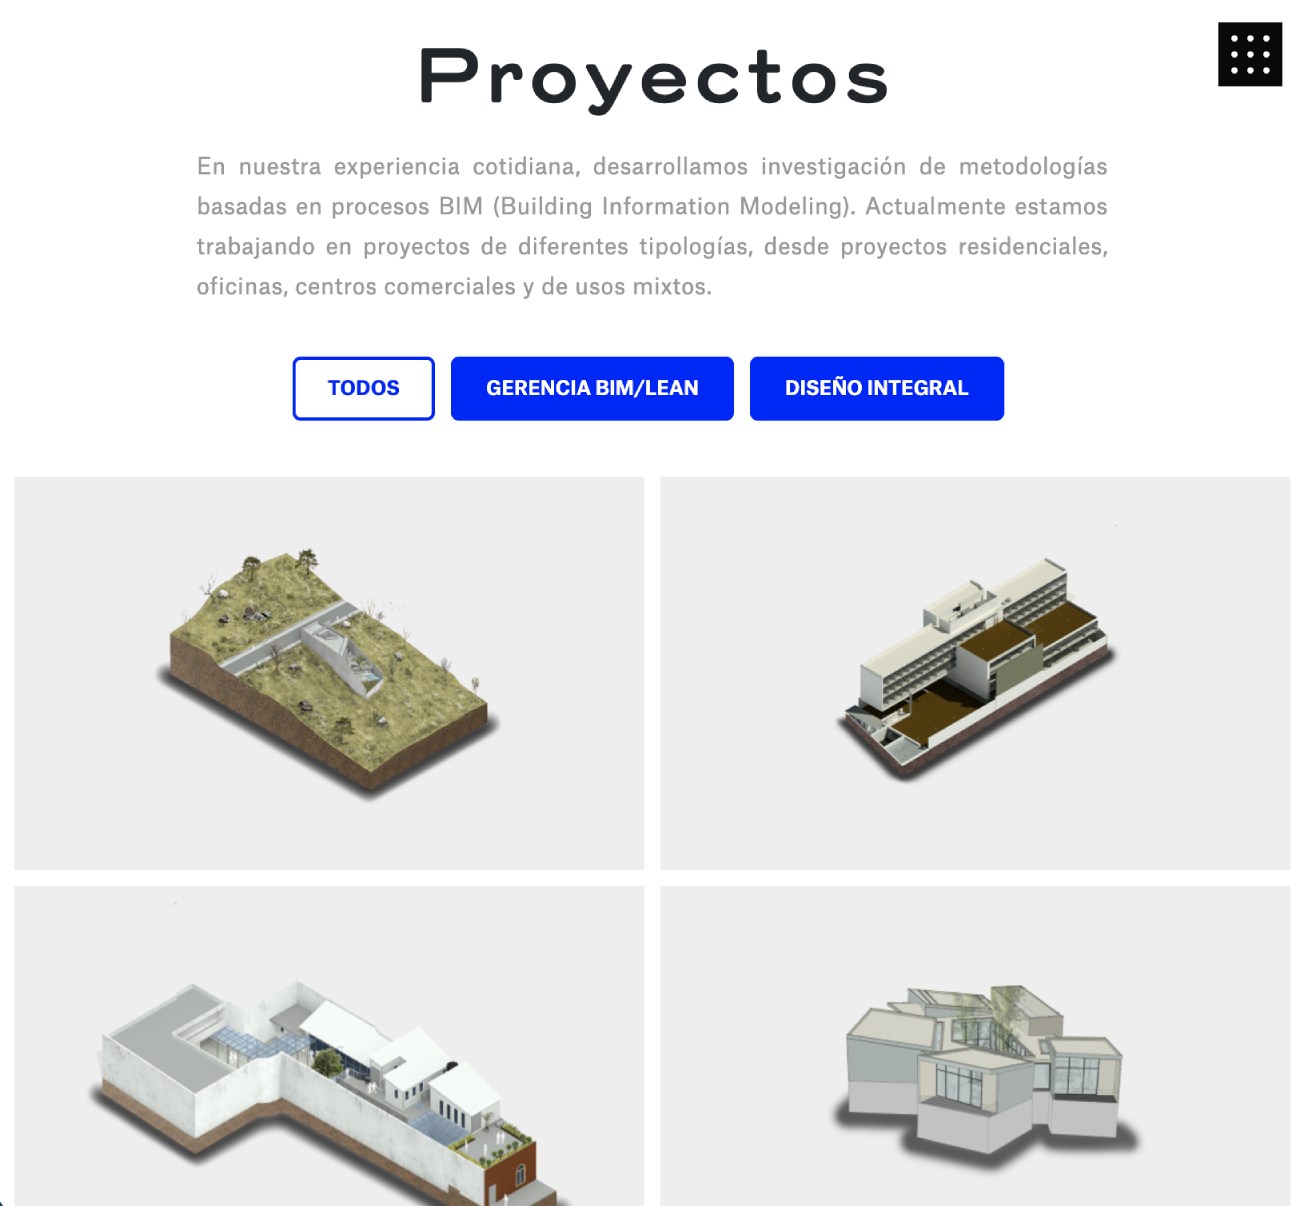 Proyectos
En nuestra experiencia cotidiana, desarrollamos investigación de metodologías
basadas en procesos BIM (Building Information Modeling). Actualmente estamos
trabajando en proyectos de diferentes tipologías, desde proyectos residenciales,
oficinas, centros comerciales y de usos mixtos.
TODOS
GERENCIA BIM/LEAN
DISEÑO INTEGRAL